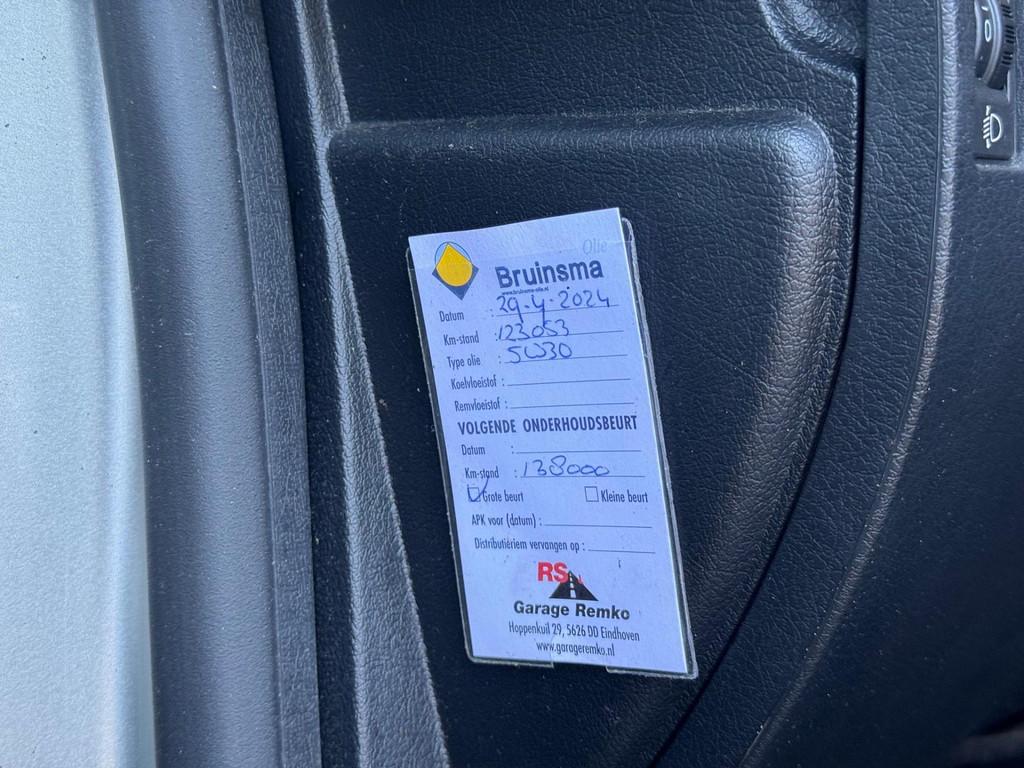 Olie
Bruinsma
www.bruinsma-olie.nl
Datum : 29-4-2024
Km-stand : 123053
Type olie : 5W30
Koelvloeistof :
Remvloeistof :
VOLGENDE ONDERHOUDSBEURT
Datum :
Km-stand : 138000
Grote beurt Kleine beurt
APK voor (datum) :
Distributieriem vervangen op :
RS
Garage Remko
Hoppenkuil 29, 5626 DD Eindhoven
www.garageremko.nl